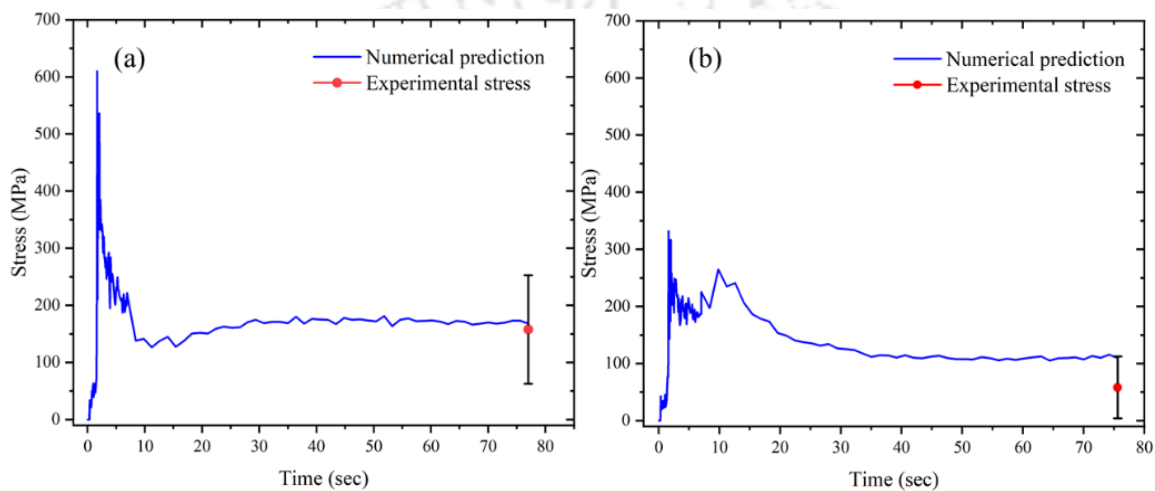 (a)
Numerical prediction
Experimental stress
700
600
500
400
300
200
100
0
Stress (MPa)
0 10 20 30 40 50 60 70 80
Time (sec)
(b)
Numerical prediction
Experimental stress
700
600
500
400
300
200
100
0
Stress (MPa)
0 10 20 30 40 50 60 70 80
Time (sec)